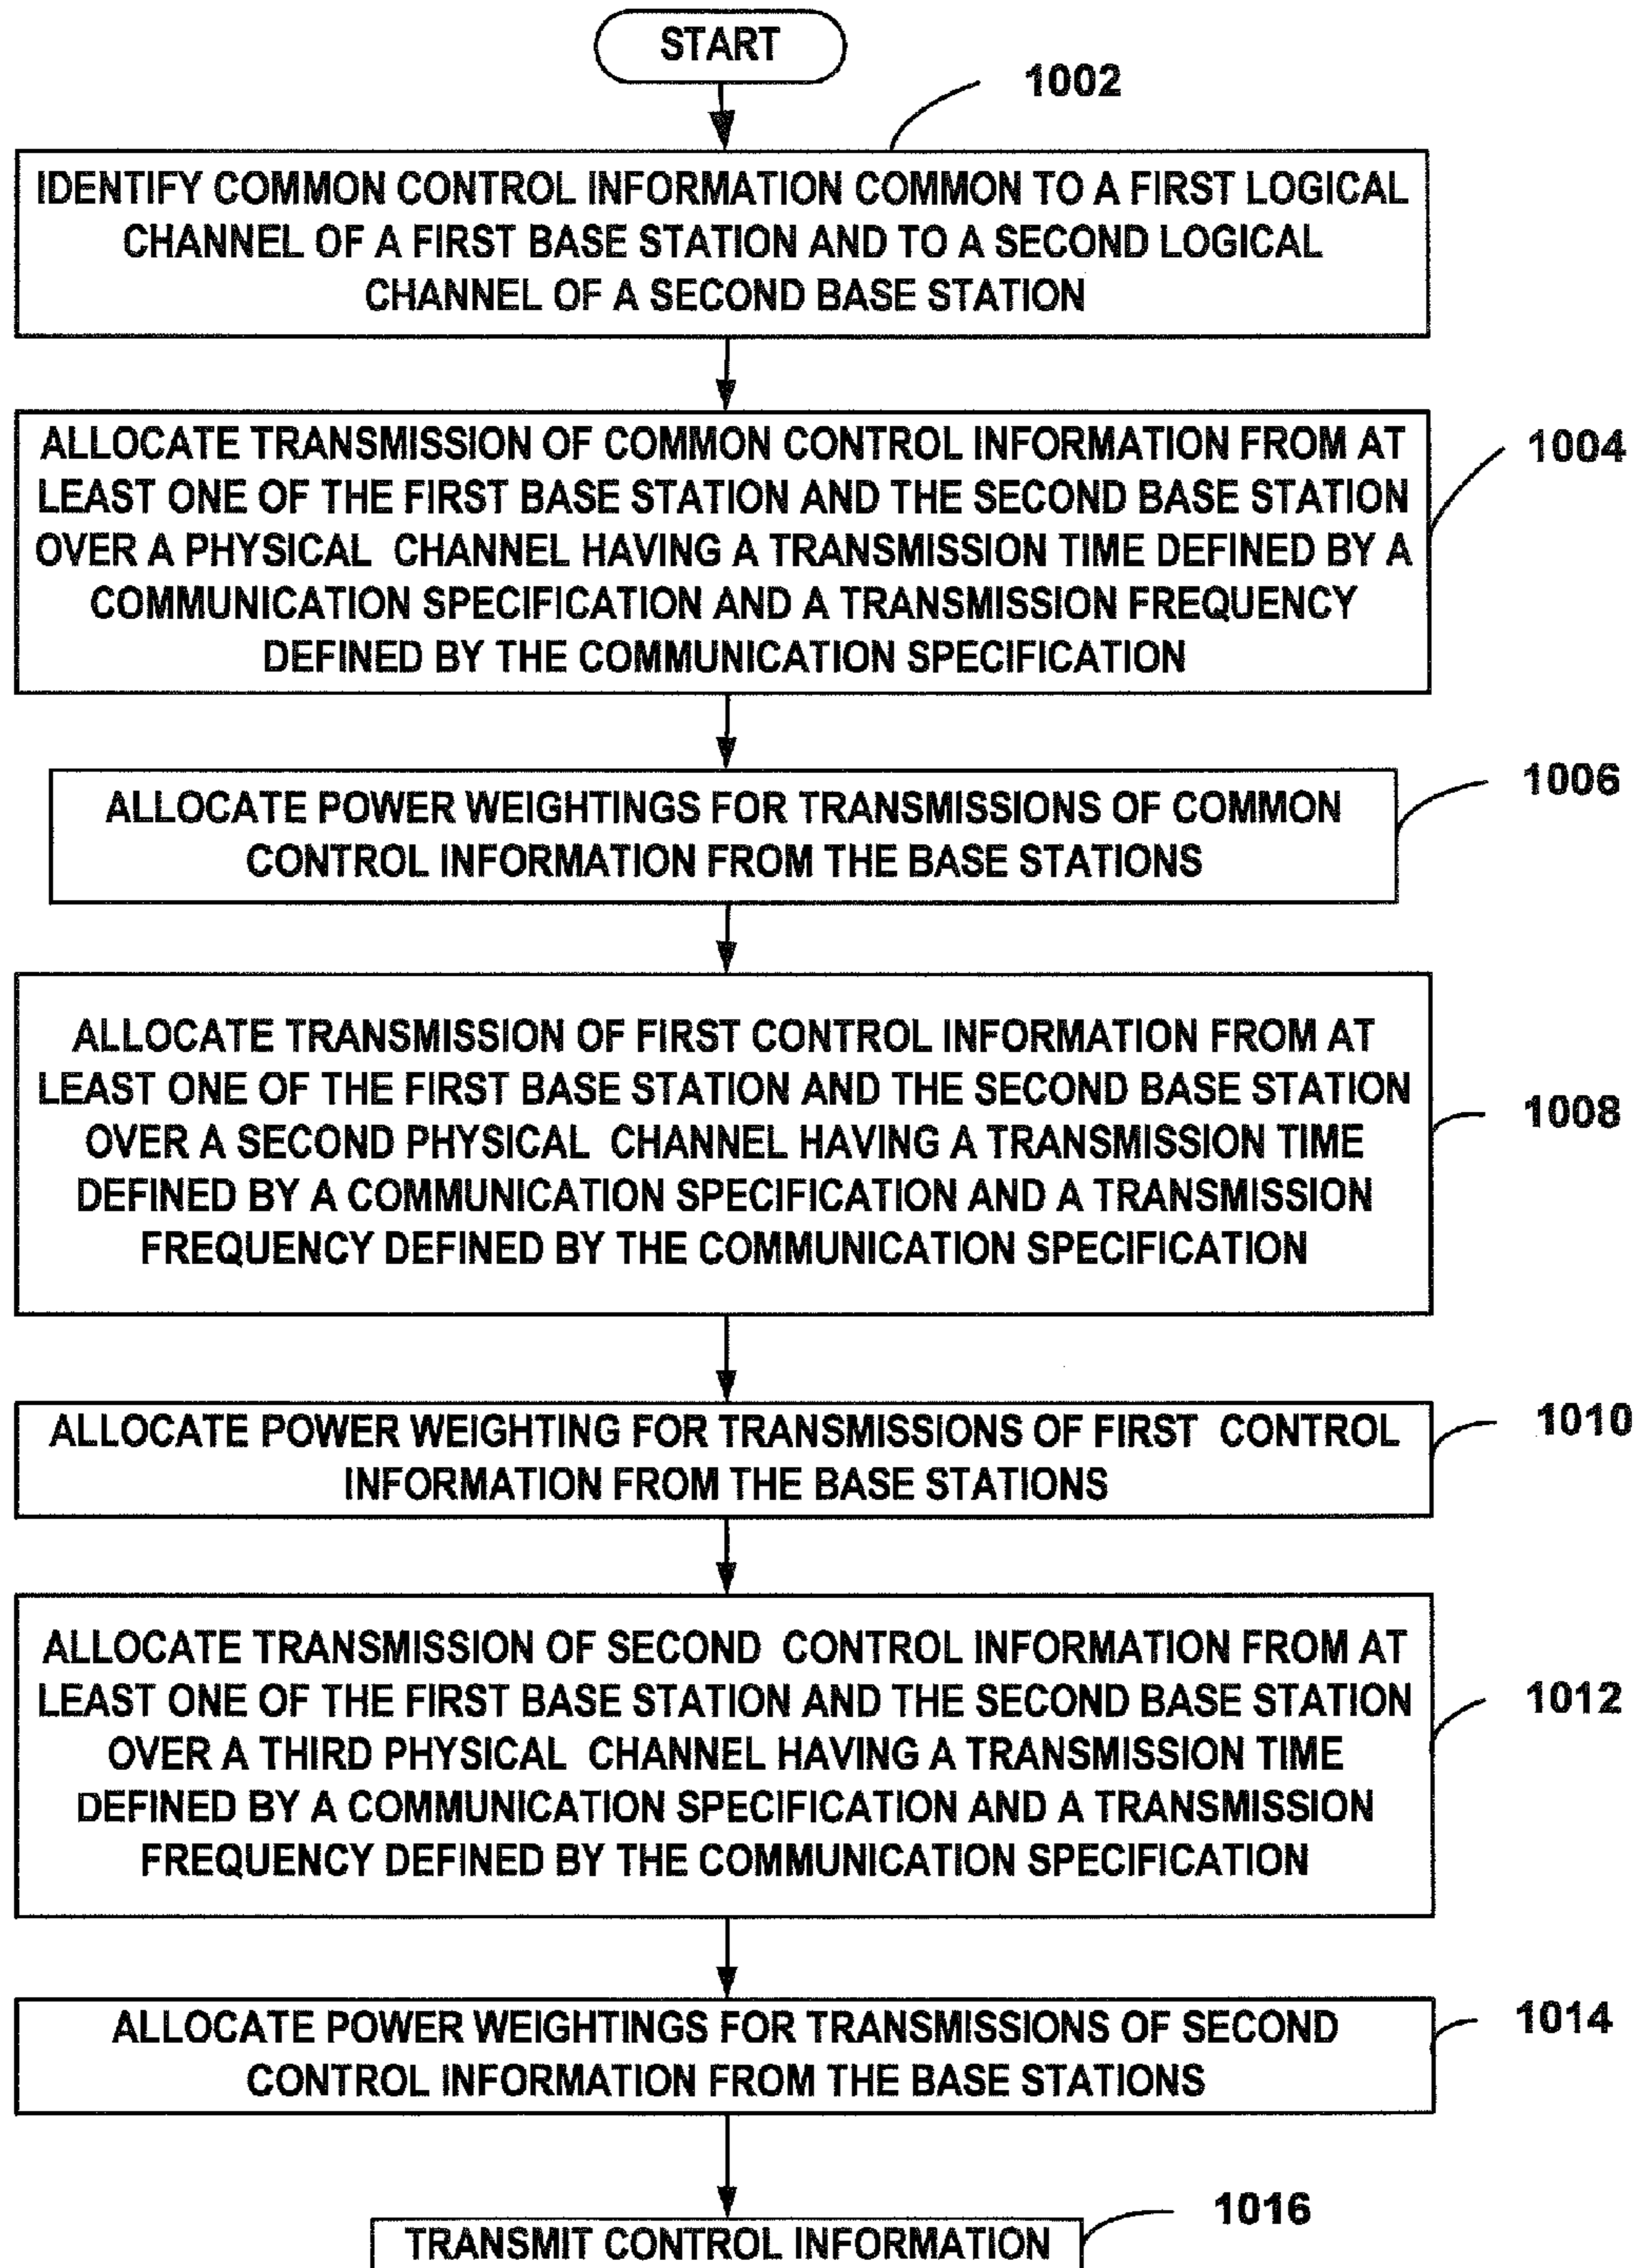 START
1002
IDENTIFY COMMON CONTROL INFORMATION COMMON TO A FIRST LOGICAL
CHANNEL OF A FIRST BASE STATION AND TO A SECOND LOGICAL
CHANNEL OF A SECOND BASE STATION
ALLOCATE TRANSMISSION OF COMMON CONTROL INFORMATION FROM AT
LEAST ONE OF THE FIRST BASE STATION AND THE SECOND BASE STATION
OVER A PHYSICAL CHANNEL HAVING A TRANSMISSION TIME DEFINED BY A
COMMUNICATION SPECIFICATION AND A TRANSMISSION FREQUENCY
DEFINED BY THE COMMUNICATION SPECIFICATION
1004
ALLOCATE POWER WEIGHTINGS FOR TRANSMISSIONS OF COMMON
CONTROL INFORMATION FROM THE BASE STATIONS
1006
ALLOCATE TRANSMISSION OF FIRST CONTROL INFORMATION FROM AT
LEAST ONE OF THE FIRST BASE STATION AND THE SECOND BASE STATION
OVER A SECOND PHYSICAL CHANNEL HAVING A TRANSMISSION TIME
DEFINED BY A COMMUNICATION SPECIFICATION AND A TRANSMISSION
FREQUENCY DEFINED BY THE COMMUNICATION SPECIFICATION
1008
ALLOCATE POWER WEIGHTING FOR TRANSMISSIONS OF FIRST CONTROL
INFORMATION FROM THE BASE STATIONS
1010
ALLOCATE TRANSMISSION OF SECOND CONTROL INFORMATION FROM AT
LEAST ONE OF THE FIRST BASE STATION AND THE SECOND BASE STATION
OVER A THIRD PHYSICAL CHANNEL HAVING A TRANSMISSION TIME
DEFINED BY A COMMUNICATION SPECIFICATION AND A TRANSMISSION
FREQUENCY DEFINED BY THE COMMUNICATION SPECIFICATION
1012
ALLOCATE POWER WEIGHTINGS FOR TRANSMISSIONS OF SECOND
CONTROL INFORMATION FROM THE BASE STATIONS
1014
TRANSMIT CONTROL INFORMATION
1016